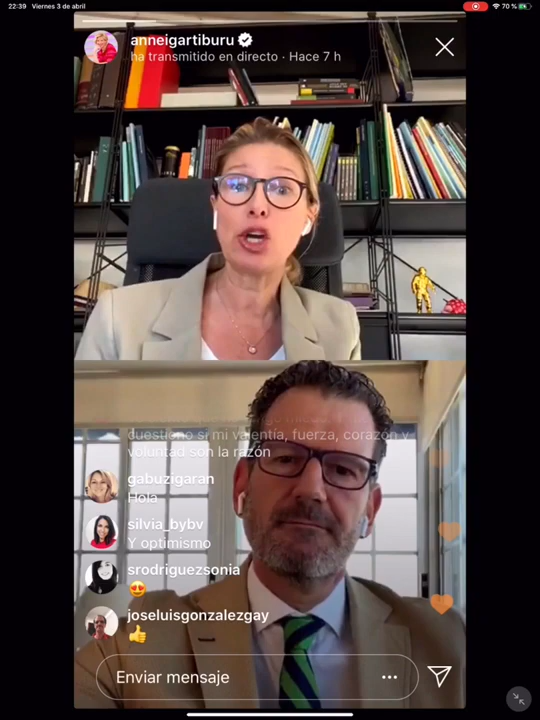 22:39 Viernes 3 de abril
70 %
anneigartiburu
ha transmitido en directo · Hace 7 h
cuestiono si mi valentía, fuerza, corazón y
voluntad son la razón
gabuzigaran
Hola
silvia_bybv
Y optimismo
srodriguezsonia
😍
joseluisgonzalezgay
👍
Enviar mensaje